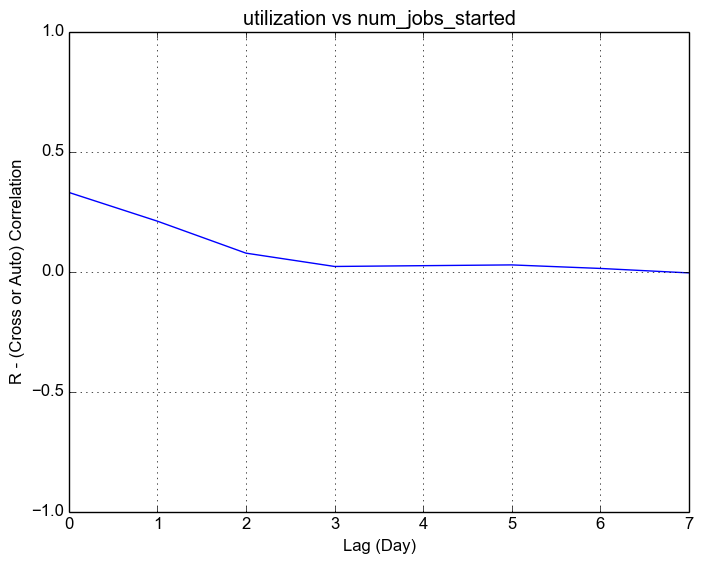 utilization vs num_jobs_started
1.0
0.5
0.0
−0.5
−1.0
R - (Cross or Auto) Correlation
0 1 2 3 4 5 6 7
Lag (Day)